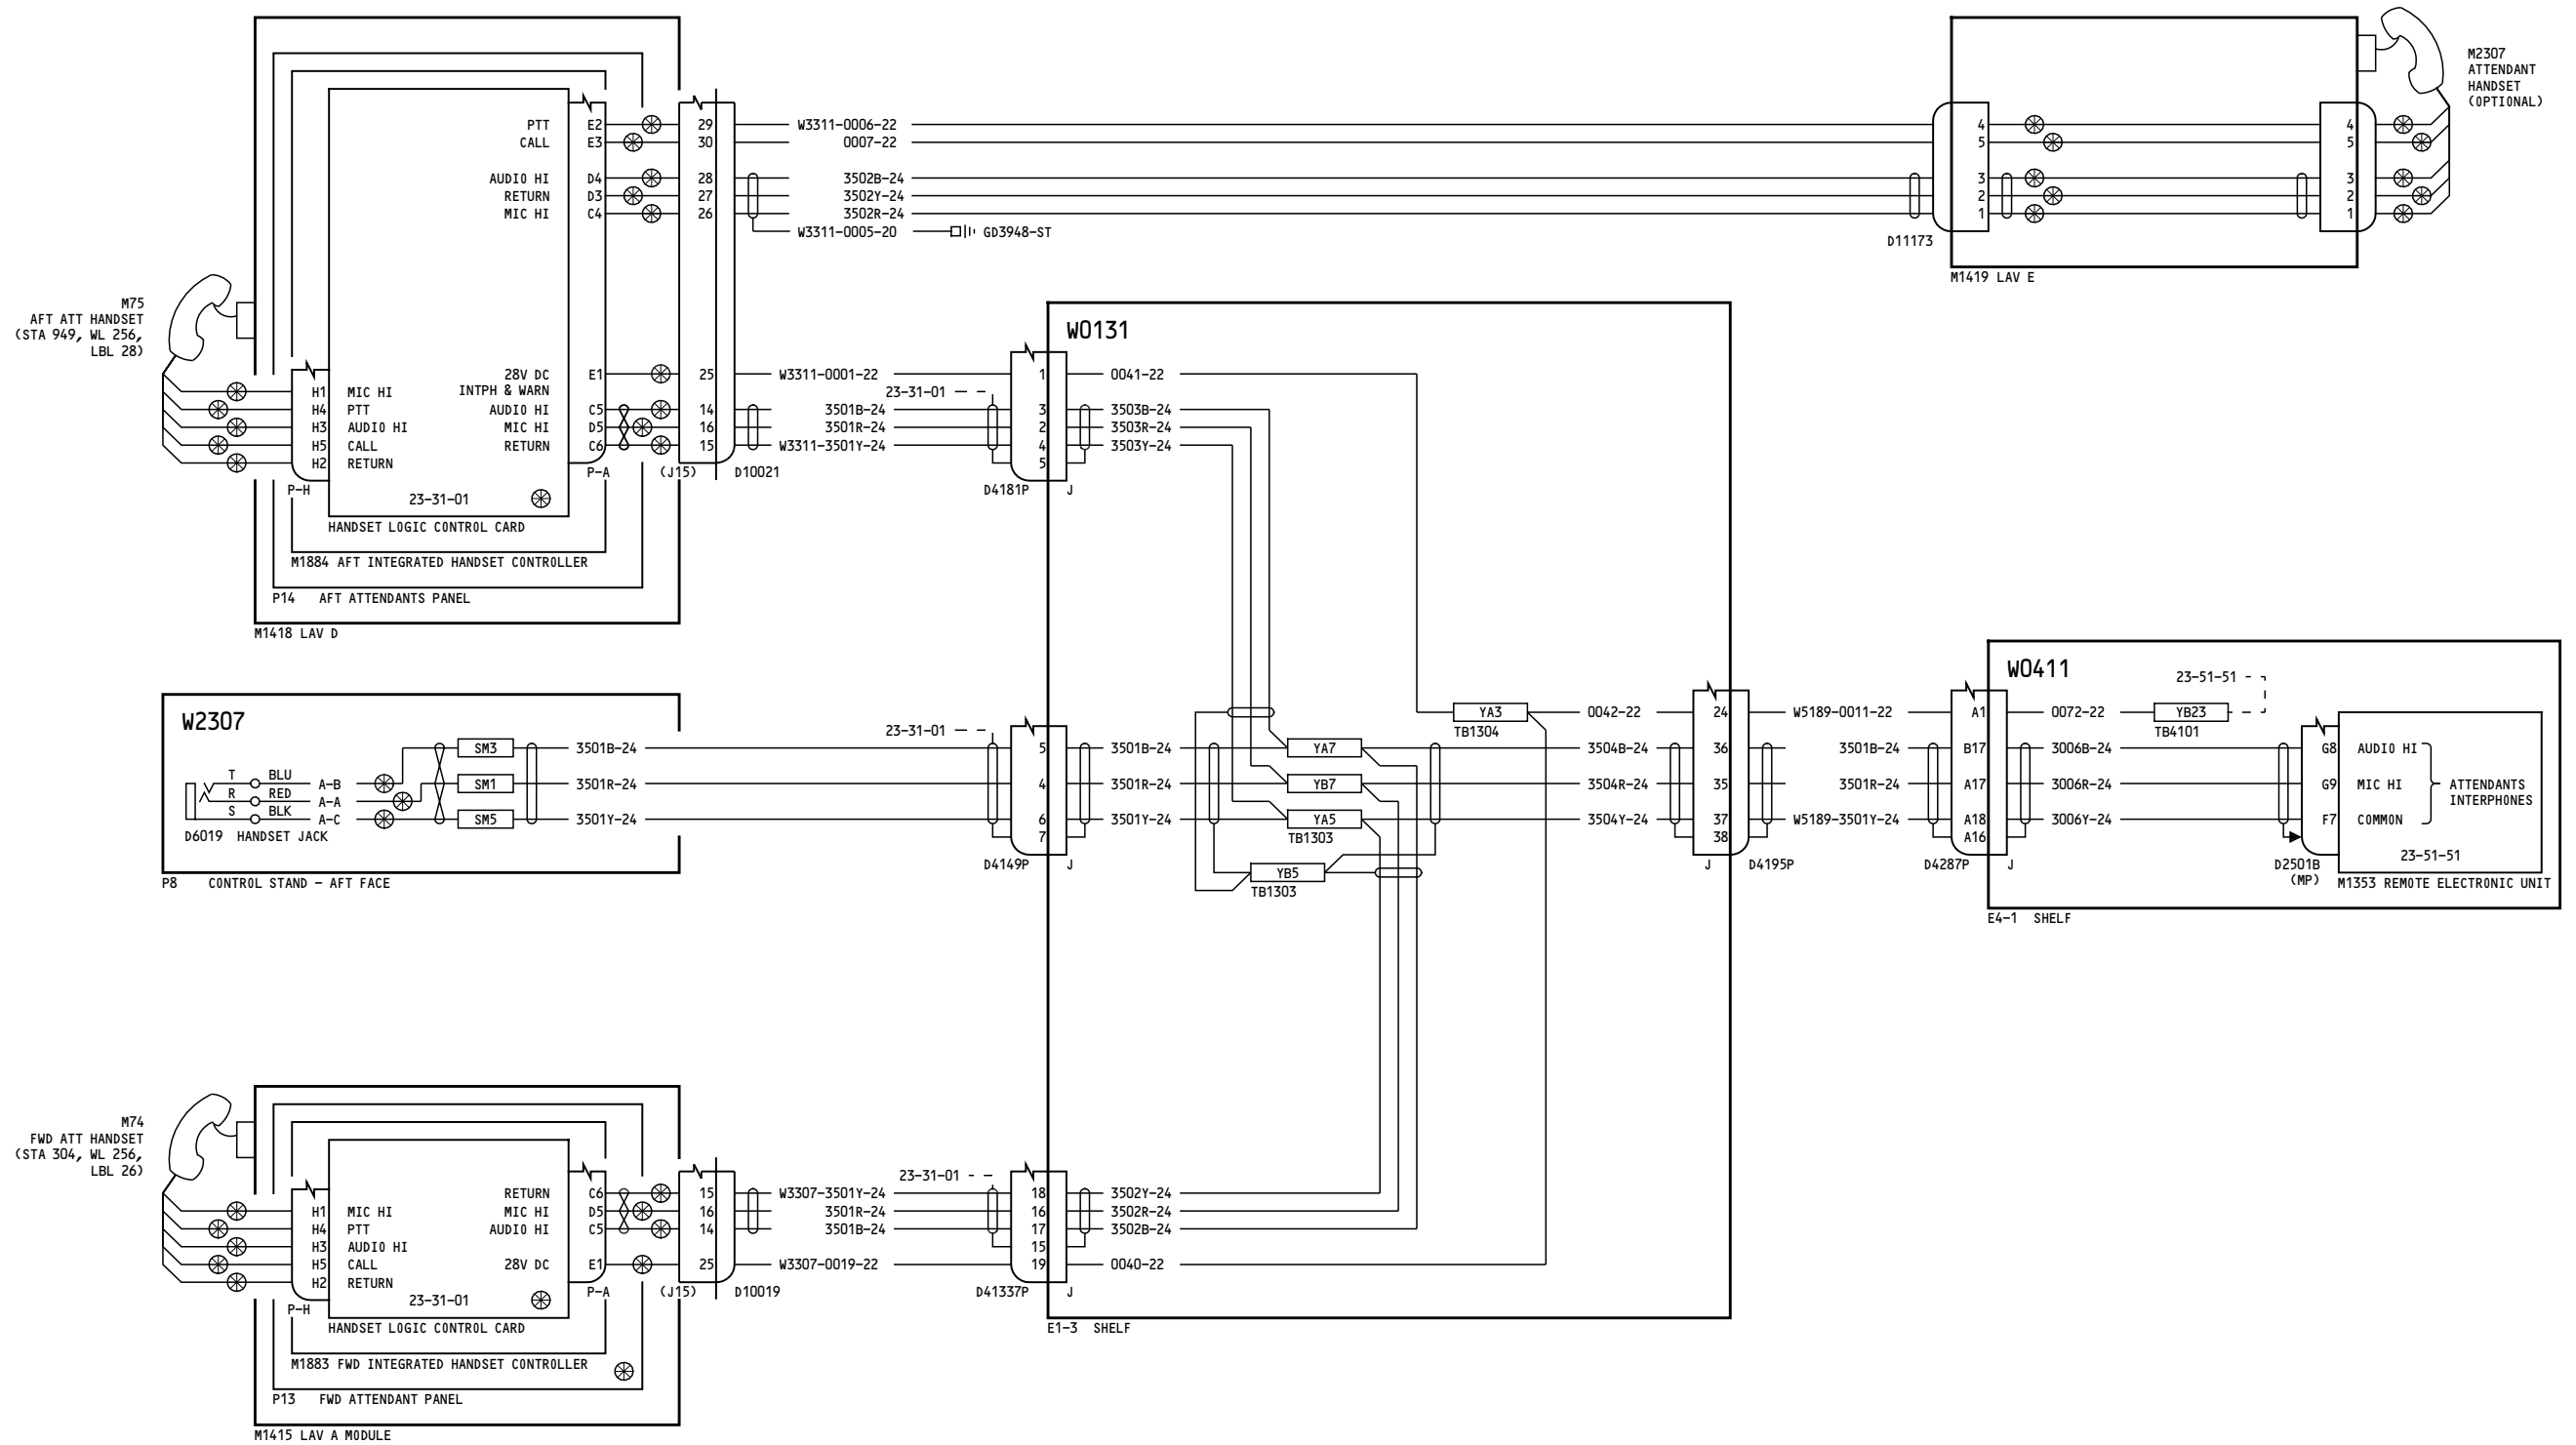 M2307
ATTENDANT
HANDSET
(OPTIONAL)
PTT E2 29 W3311-0006-22 4 4
CALL E3 30 0007-22 5 5
AUDIO HI D4 28 3502B-24 3 3
RETURN D3 27 3502Y-24 2 2
MIC HI C4 26 3502R-24 1 1
W3311-0005-20 GD3948-ST
D11173
M1419 LAV E
M75
AFT ATT HANDSET
(STA 949, WL 256,
LBL 28)
W0131
28V DC E1 25 W3311-0001-22 1 0041-22
INTPH & WARN
23-31-01
H1 MIC HI
H4 PTT
H3 AUDIO HI
H5 CALL
H2 RETURN
AUDIO HI C5 14 3501B-24 3 3503B-24
MIC HI D5 16 3501R-24 2 3503R-24
RETURN C6 15 W3311-3501Y-24 4 3503Y-24
5
P-A (J15) D10021
P-H
D4181P J
23-31-01
HANDSET LOGIC CONTROL CARD
M1884 AFT INTEGRATED HANDSET CONTROLLER
P14 AFT ATTENDANTS PANEL
M1418 LAV D
W2307
23-31-01
SM3 3501B-24 5 3501B-24 YA7 3504B-24 36 3501B-24 B17 3006B-24 G8 AUDIO HI
T BLU A-B SM1 3501R-24 4 3501R-24 YB7 3504R-24 35 3501R-24 A17 3006R-24 G9 MIC HI
R RED A-A
S BLK A-C SM5 3501Y-24 6 3501Y-24 YA5 3504Y-24 37 W5189-3501Y-24 A18 3006Y-24 F7 COMMON
7 38 A16
TB1303
D6019 HANDSET JACK
D4149P J
P8 CONTROL STAND - AFT FACE
YA3 0042-22 24 W5189-0011-22 A1 0072-22 YB23
TB1304
TB4101
YB5
TB1303
J D4195P
D4287P J
W0411
23-51-51
ATTENDANTS
INTERPHONES
23-51-51
D2501B
(MP)
M1353 REMOTE ELECTRONIC UNIT
E4-1 SHELF
M74
FWD ATT HANDSET
(STA 304, WL 256,
LBL 26)
23-31-01
H1 MIC HI
H4 PTT
H3 AUDIO HI
H5 CALL
H2 RETURN
RETURN C6 15 W3307-3501Y-24 18 3502Y-24
MIC HI D5 16 3501R-24 16 3502R-24
AUDIO HI C5 14 3501B-24 17 3502B-24
15
28V DC E1 25 W3307-0019-22 19 0040-22
P-A (J15) D10019
P-H
D41337P J
23-31-01
HANDSET LOGIC CONTROL CARD
E1-3 SHELF
M1883 FWD INTEGRATED HANDSET CONTROLLER
P13 FWD ATTENDANT PANEL
M1415 LAV A MODULE